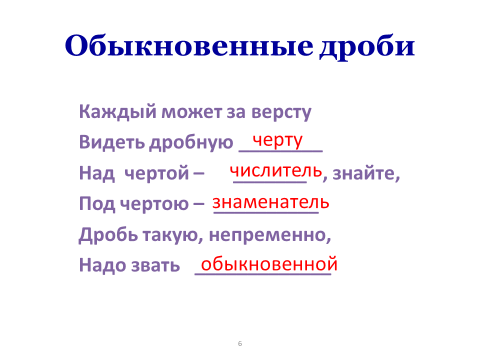 Обыкновенные дроби
Каждый может за версту
Видеть дробную черту
Над чертой – числитель, знайте,
Под чертою – знаменатель
Дробь такую, непременно,
Надо звать обыкновенной
6